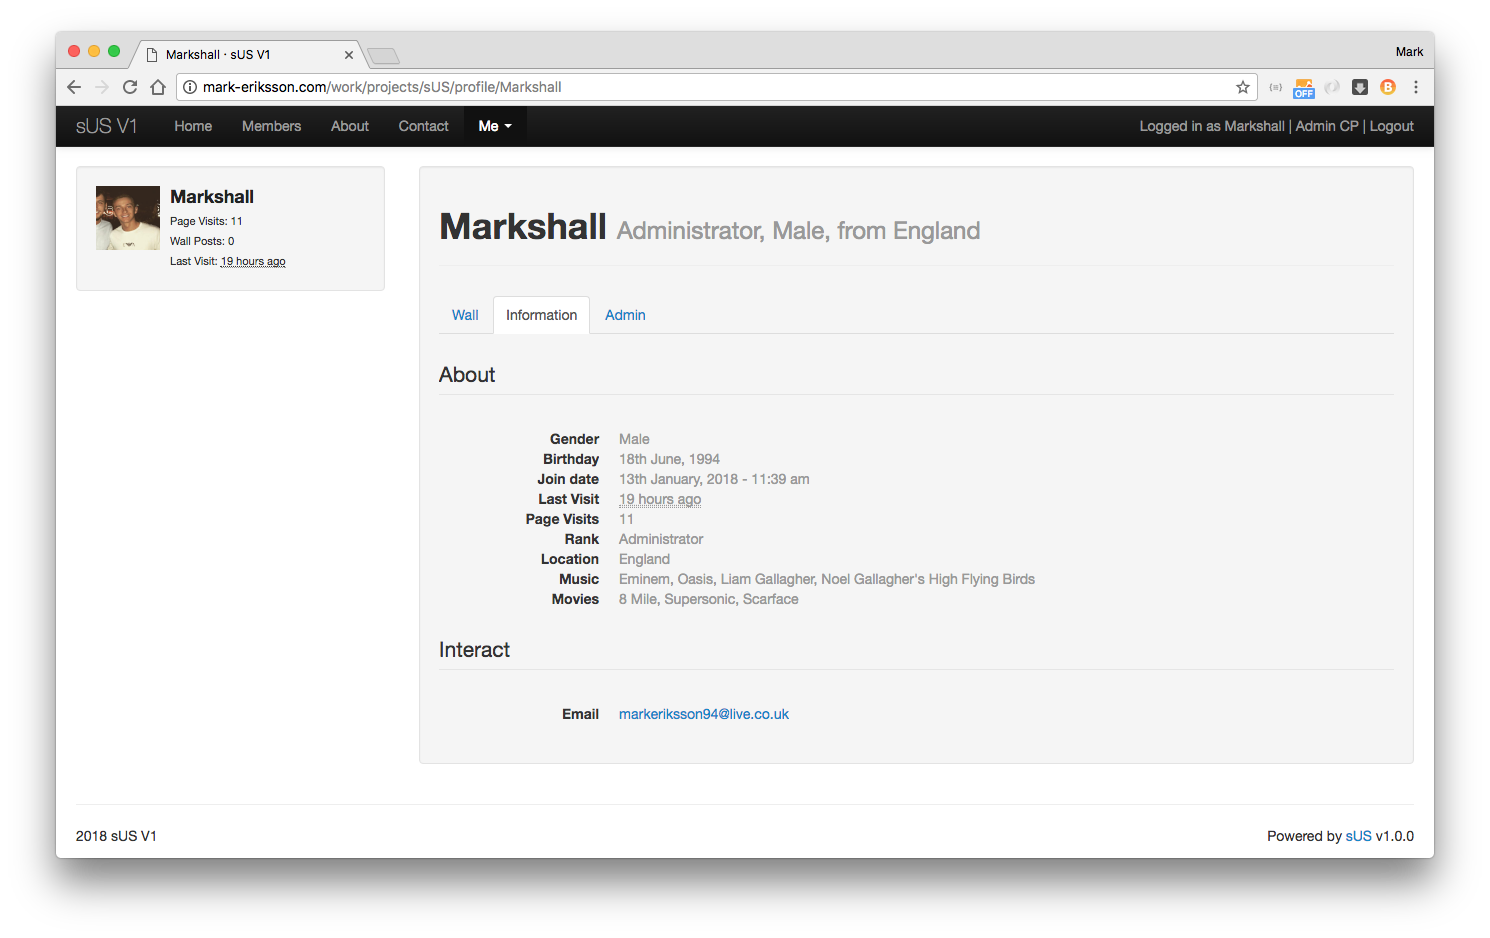 Markshall · sUS V1
Mark
mark-eriksson.com/work/projects/sUS/profile/Markshall
OFF
B
sUS V1 Home Members About Contact Me Logged in as Markshall | Admin CP | Logout
Markshall
Page Visits: 11
Wall Posts: 0
Last Visit: 19 hours ago
Markshall Administrator, Male, from England
Wall Information Admin
About
Gender Male
Birthday 18th June, 1994
Join date 13th January, 2018 - 11:39 am
Last Visit 19 hours ago
Page Visits 11
Rank Administrator
Location England
Music Eminem, Oasis, Liam Gallagher, Noel Gallagher's High Flying Birds
Movies 8 Mile, Supersonic, Scarface
Interact
Email markeriksson94@live.co.uk
2018 sUS V1
Powered by sUS v1.0.0